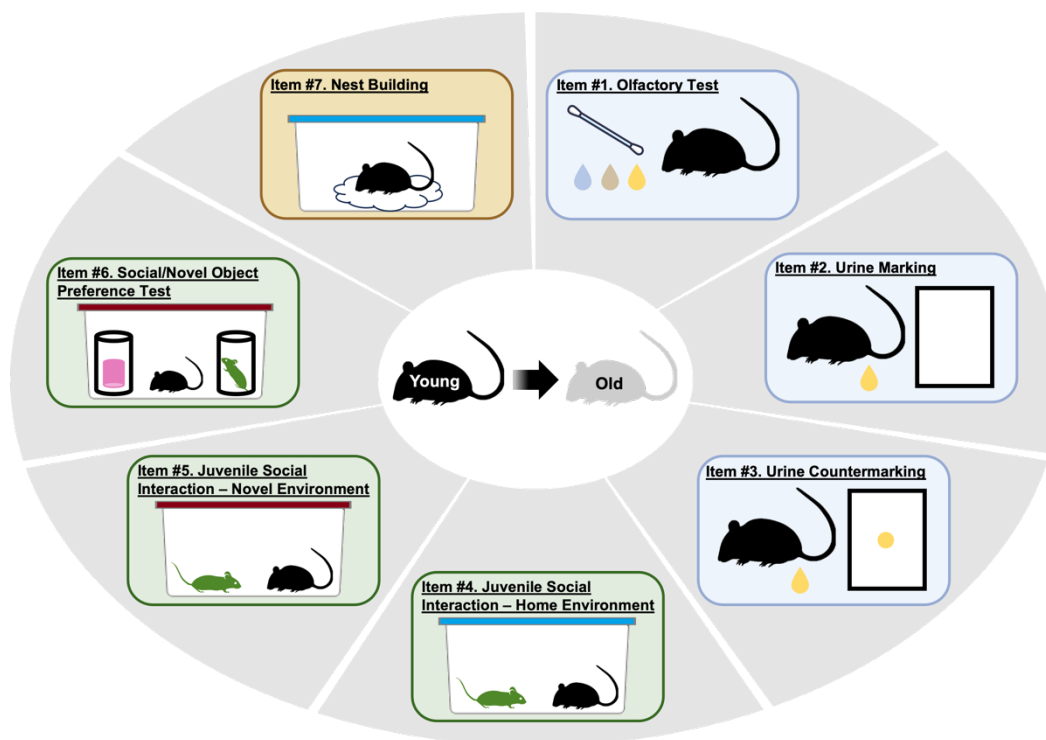 Item #7. Nest Building
Item #1. Olfactory Test
Item #6. Social/Novel Object
Preference Test
Item #2. Urine Marking
Young
Old
Item #5. Juvenile Social
Interaction – Novel Environment
Item #3. Urine Countermarking
Item #4. Juvenile Social
Interaction – Home Environment